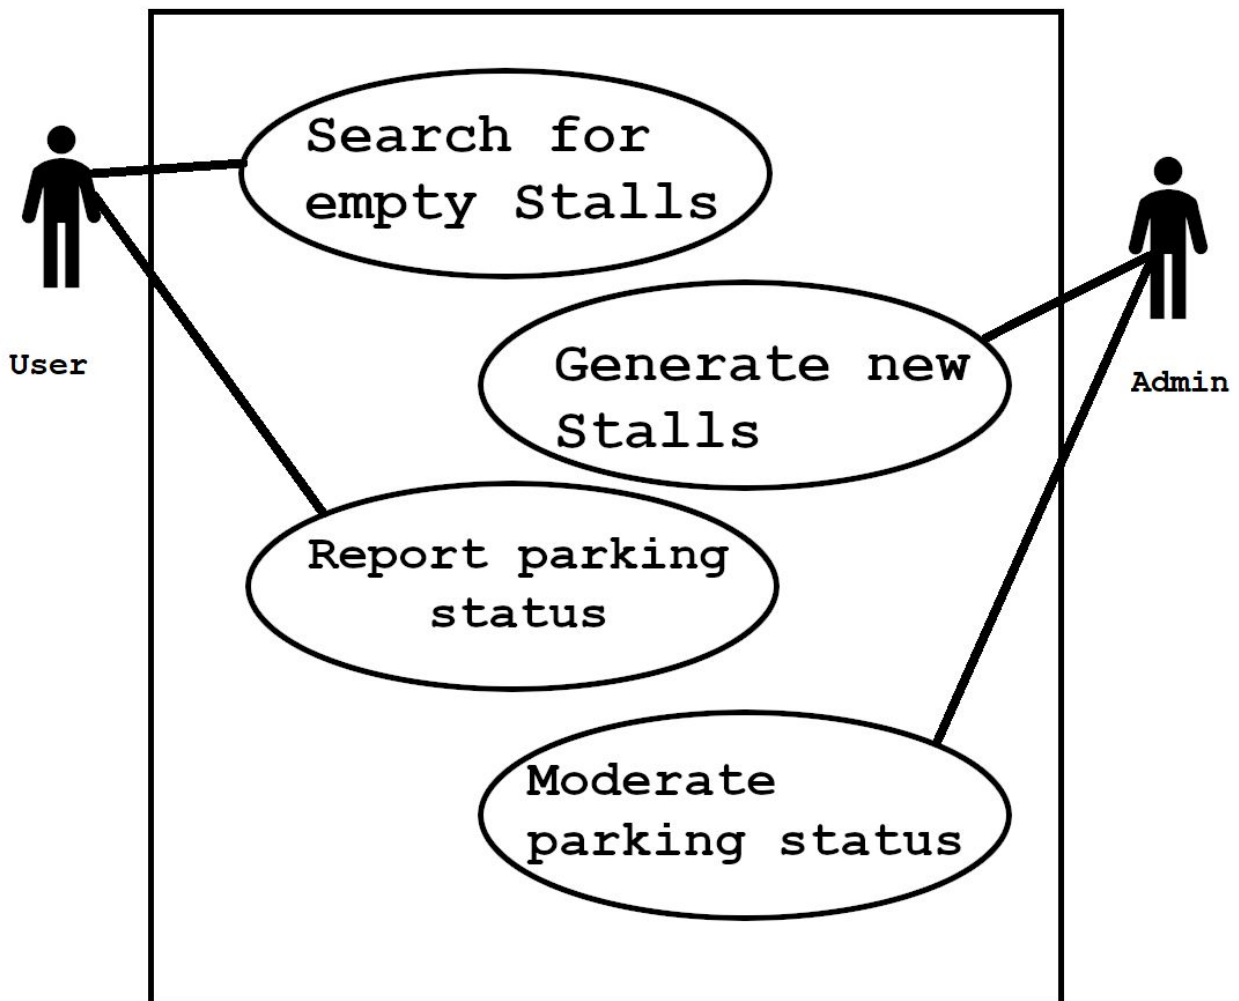 Search for
empty Stalls
User
Generate new
Stalls
Admin
Report parking
status
Moderate
parking status